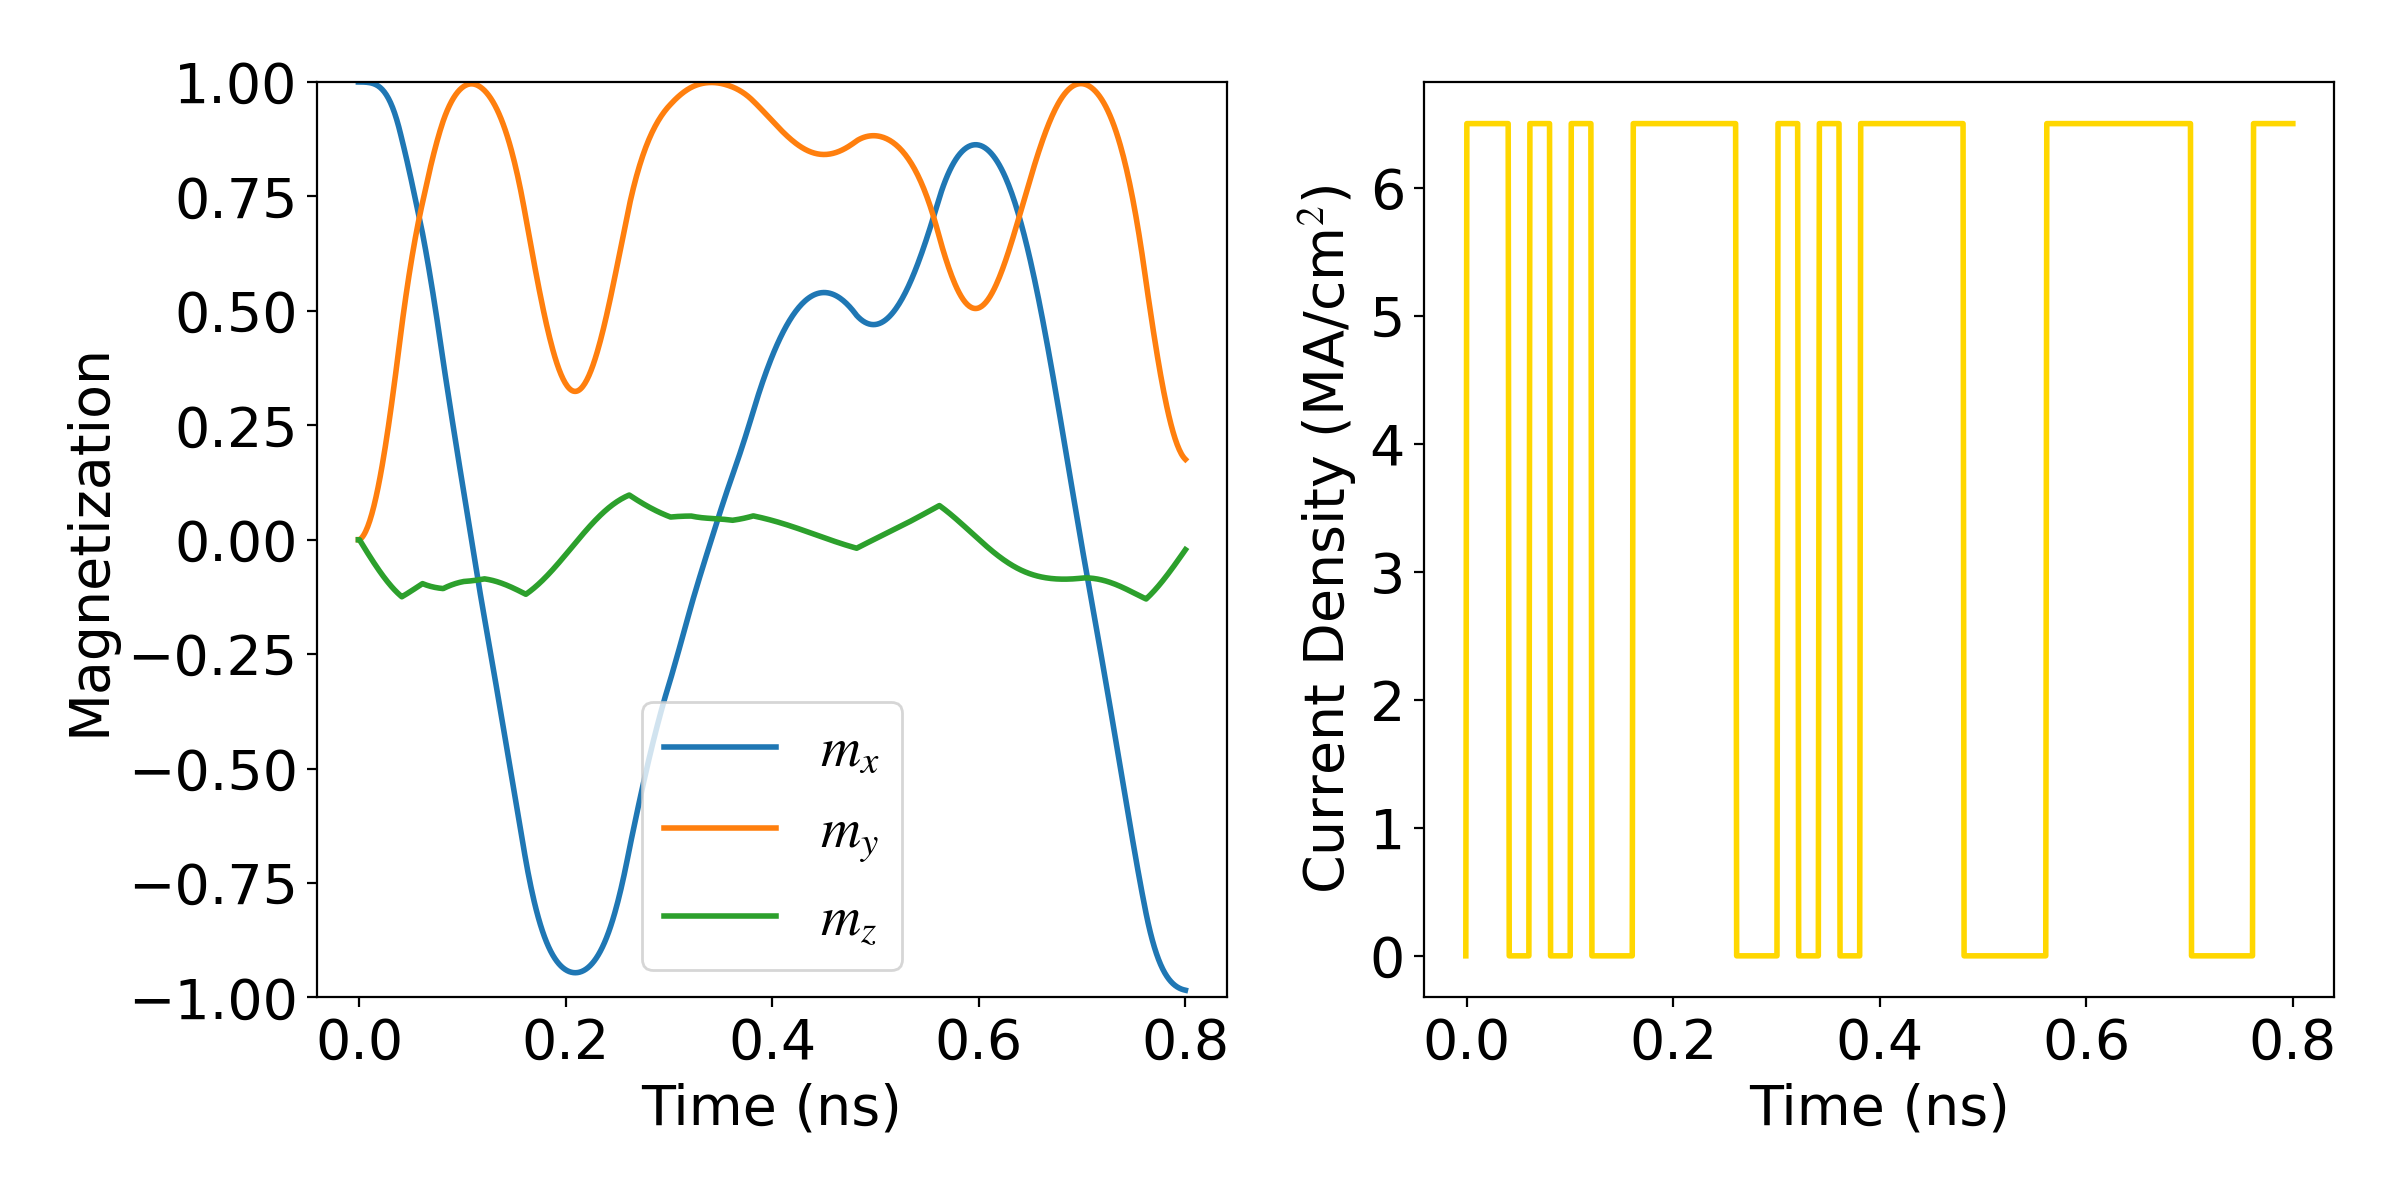 1.00
0.75
0.50
0.25
0.00
−0.25
−0.50
−0.75
−1.00
Magnetization
0.0 0.2 0.4 0.6 0.8
Time (ns)
mₓ
m_y
m_z
6
5
4
3
2
1
0
Current Density (MA/cm²)
0.0 0.2 0.4 0.6 0.8
Time (ns)